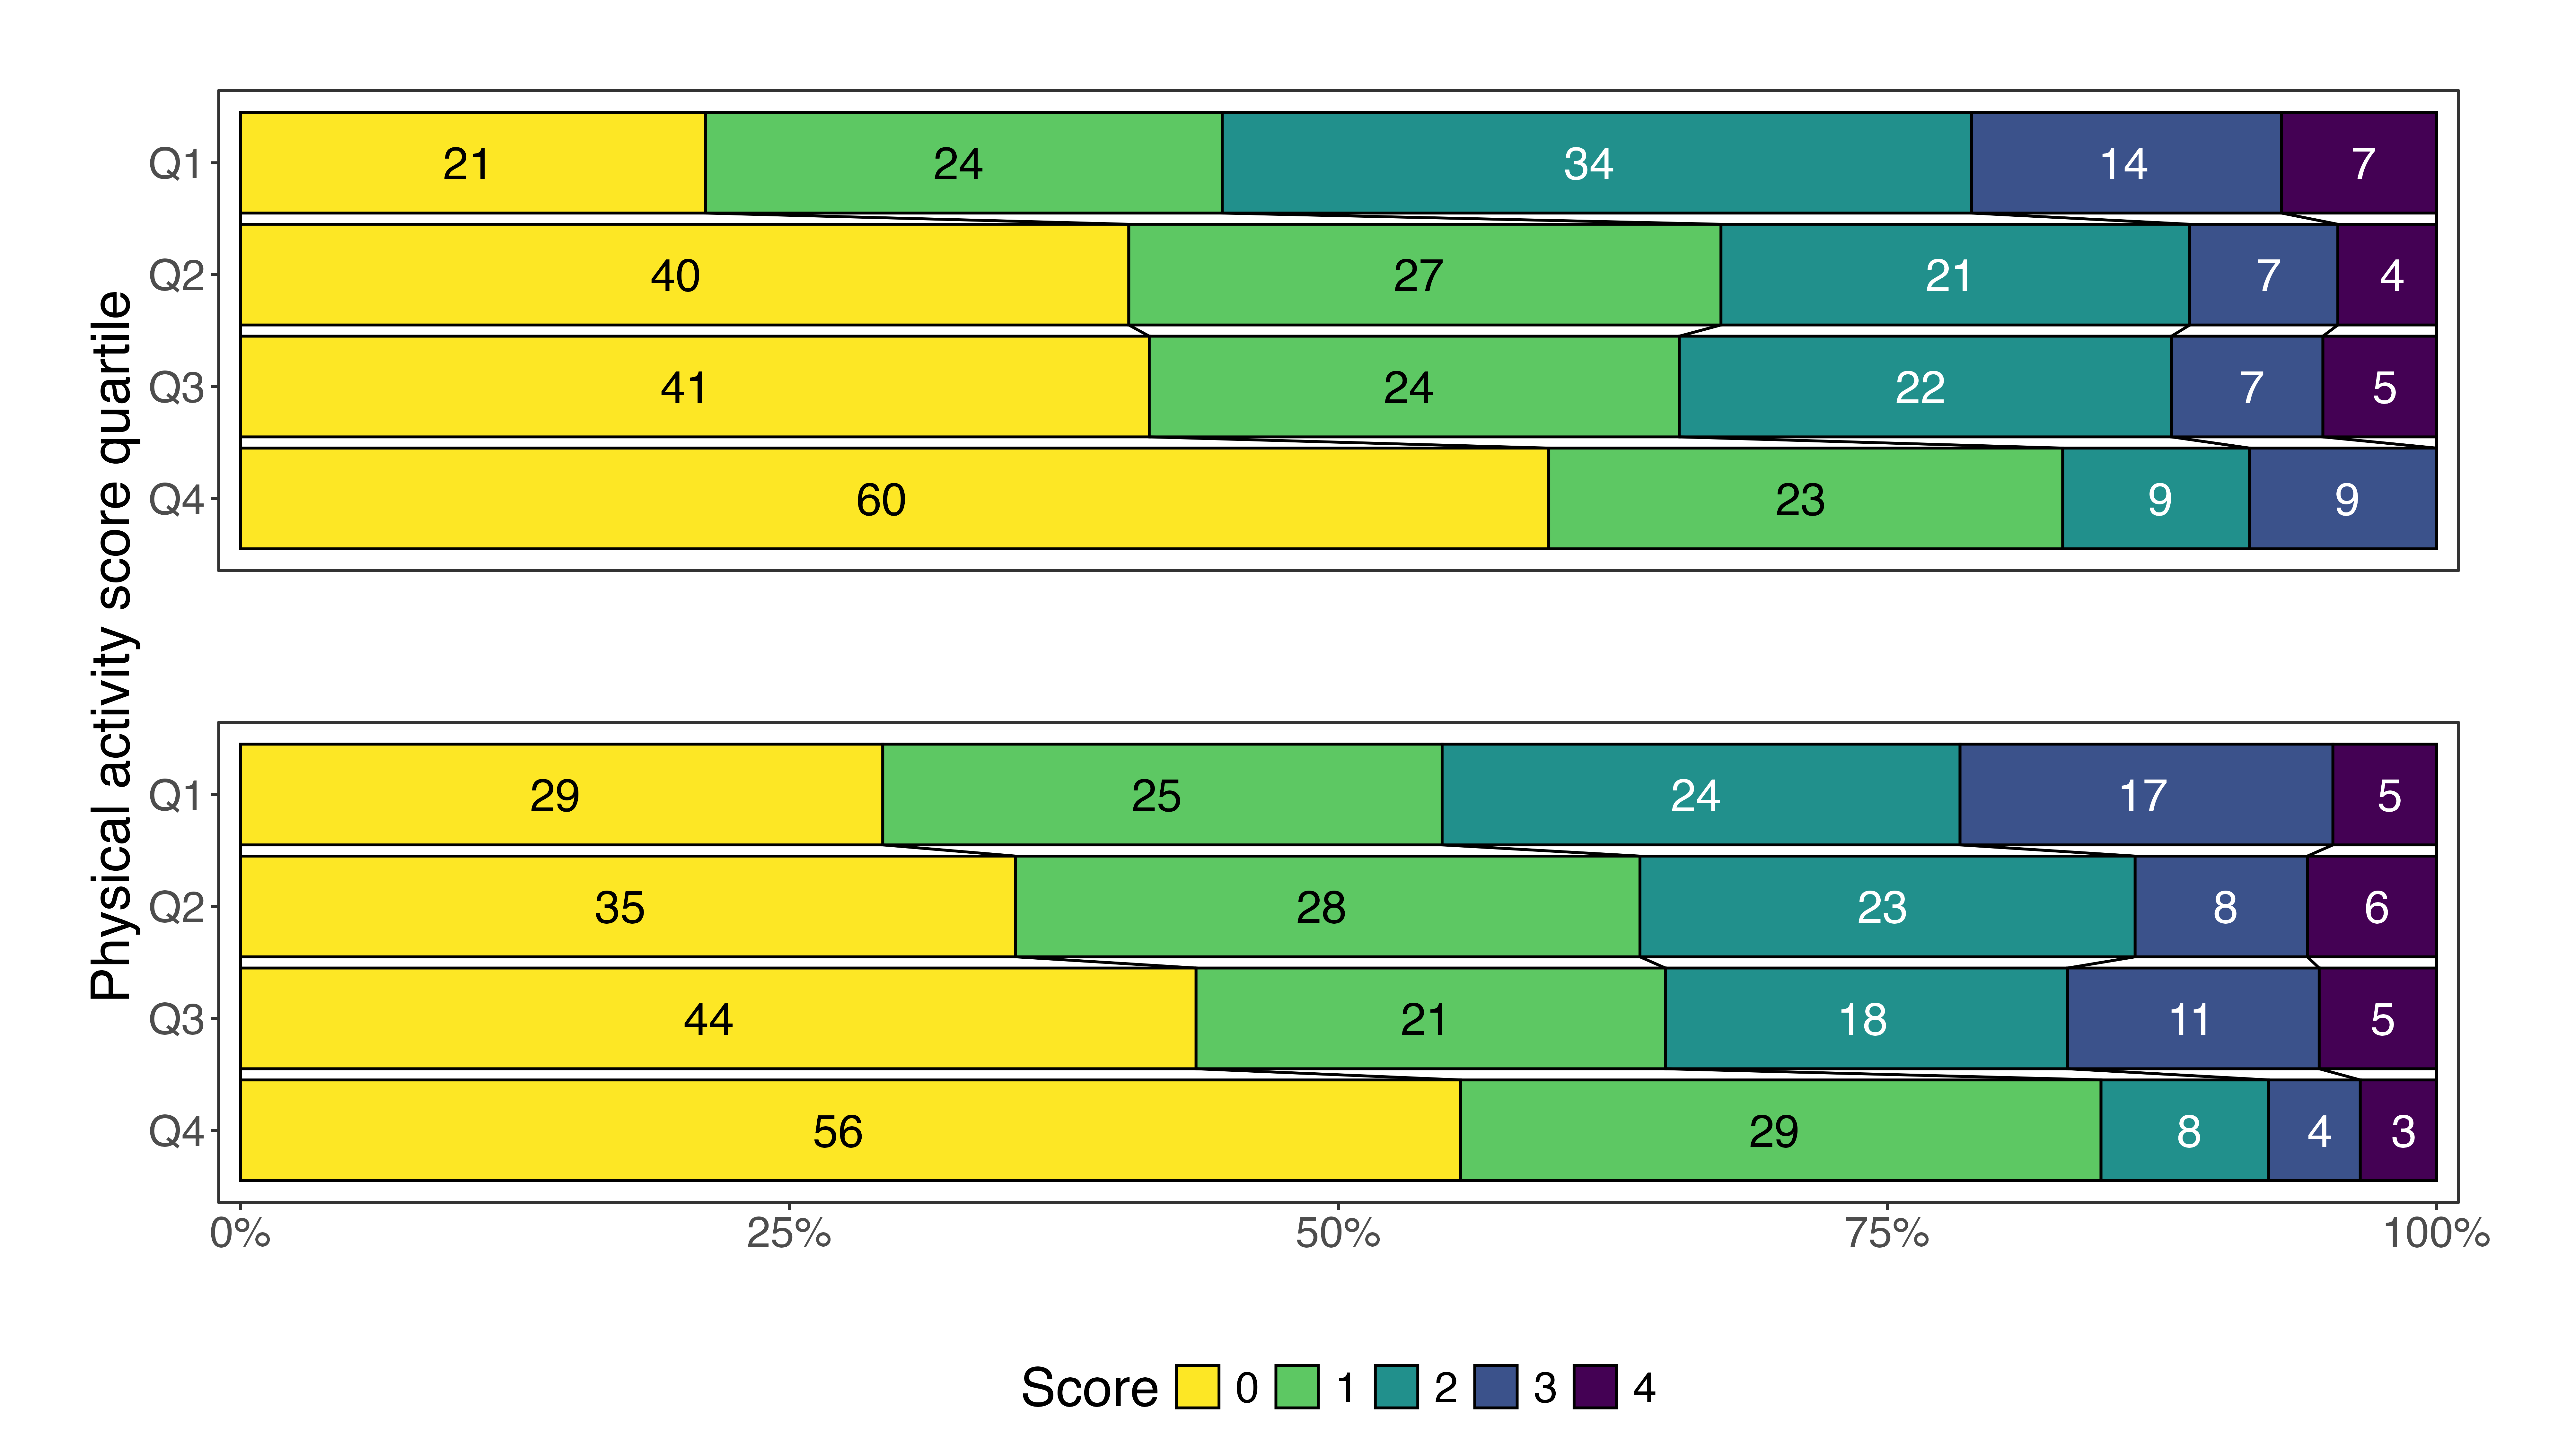 Physical activity score quartile
Q1 21 24 34 14 7
Q2 40 27 21 7 4
Q3 41 24 22 7 5
Q4 60 23 9 9
Q1 29 25 24 17 5
Q2 35 28 23 8 6
Q3 44 21 18 11 5
Q4 56 29 8 4 3
0% 25% 50% 75% 100%
Score 0 1 2 3 4